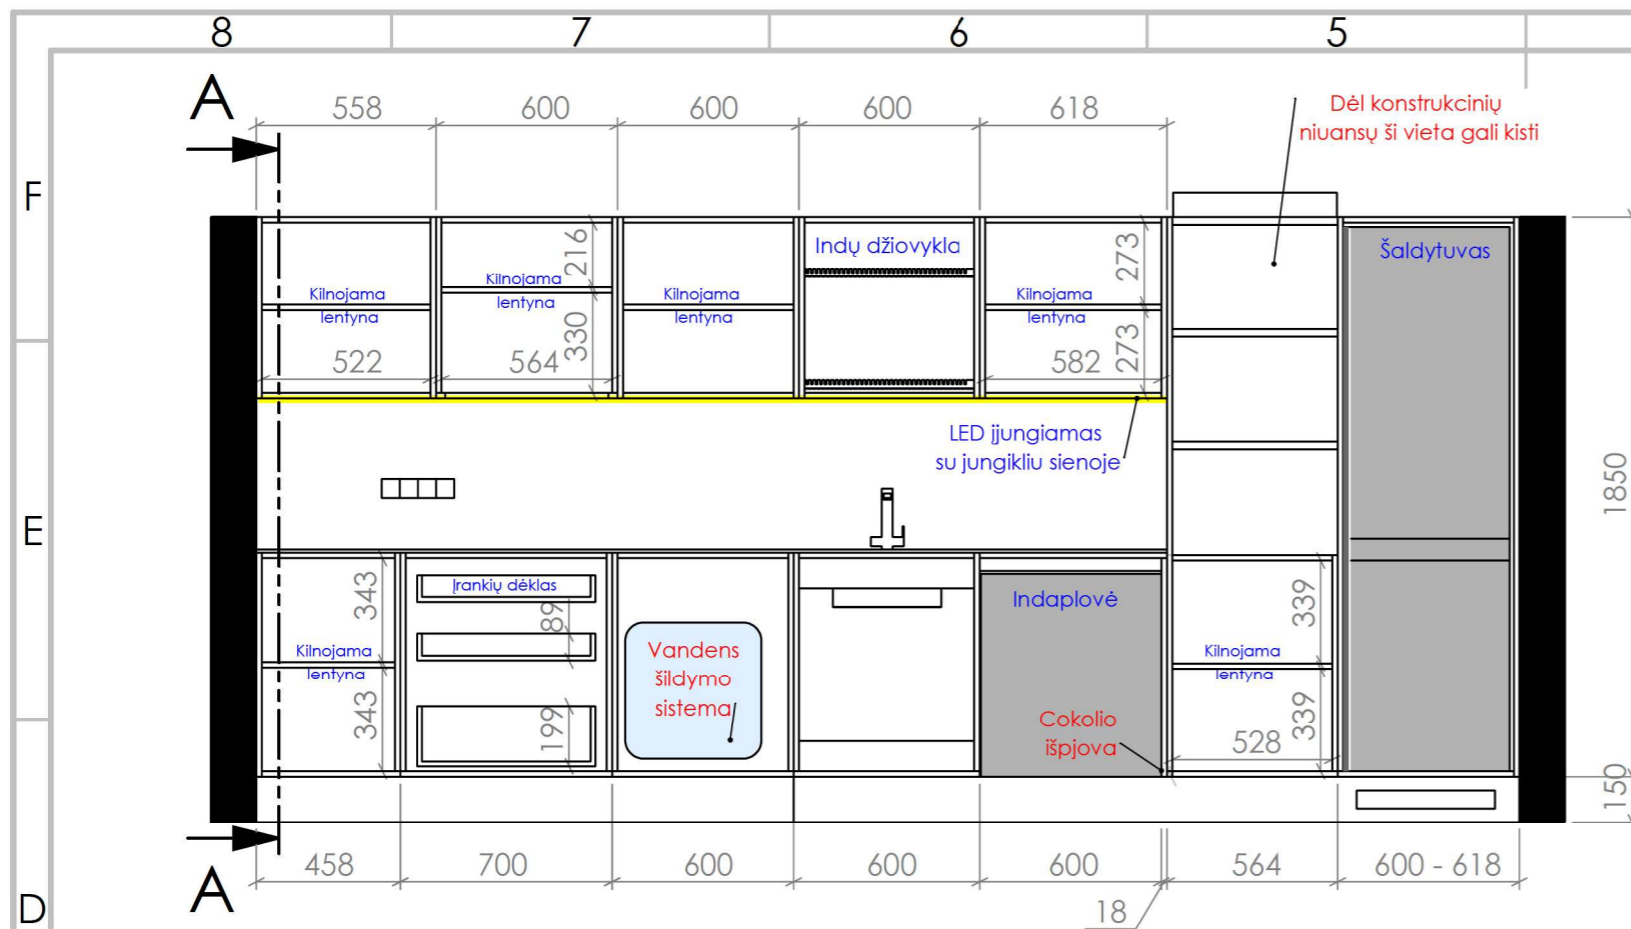 8 7 6 5
A
558 600 600 600 618
Dėl konstrukcinių
niuansų ši vieta gali kisti
F
216
Indų džiovykla
273
Šaldytuvas
Kilnojama
lentyna
Kilnojama
lentyna
Kilnojama
lentyna
Kilnojama
lentyna
330
273
522 564 582
LED įjungiamas
su jungikliu sienoje
1850
E
343
Įrankių dėklas
89
Indaplovė
339
Vandens
šildymo
sistema
Kilnojama
lentyna
Kilnojama
lentyna
343
199
Cokolio
išpjova
339
528
150
458 700 600 600 600 564 600 - 618
18
A
D